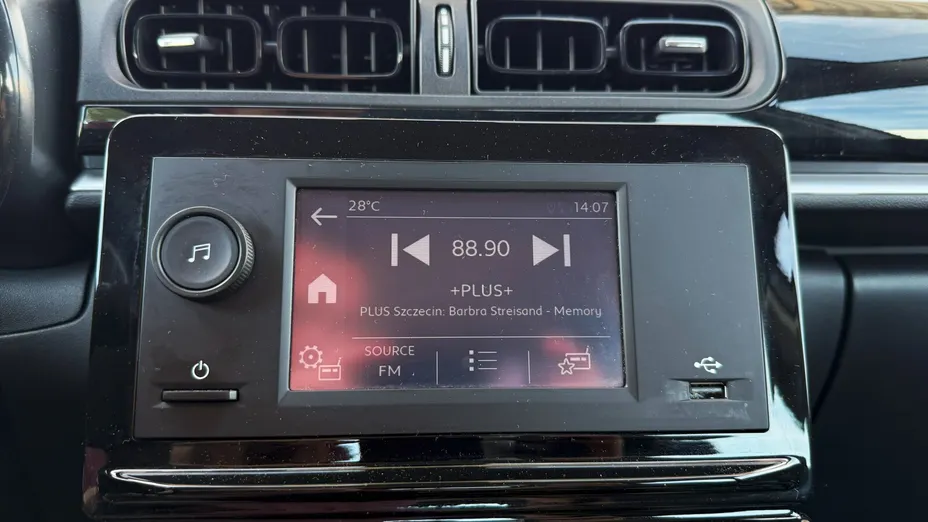 28°C 14:07
88.90
+PLUS+
PLUS Szczecin: Barbra Streisand - Memory
SOURCE
FM